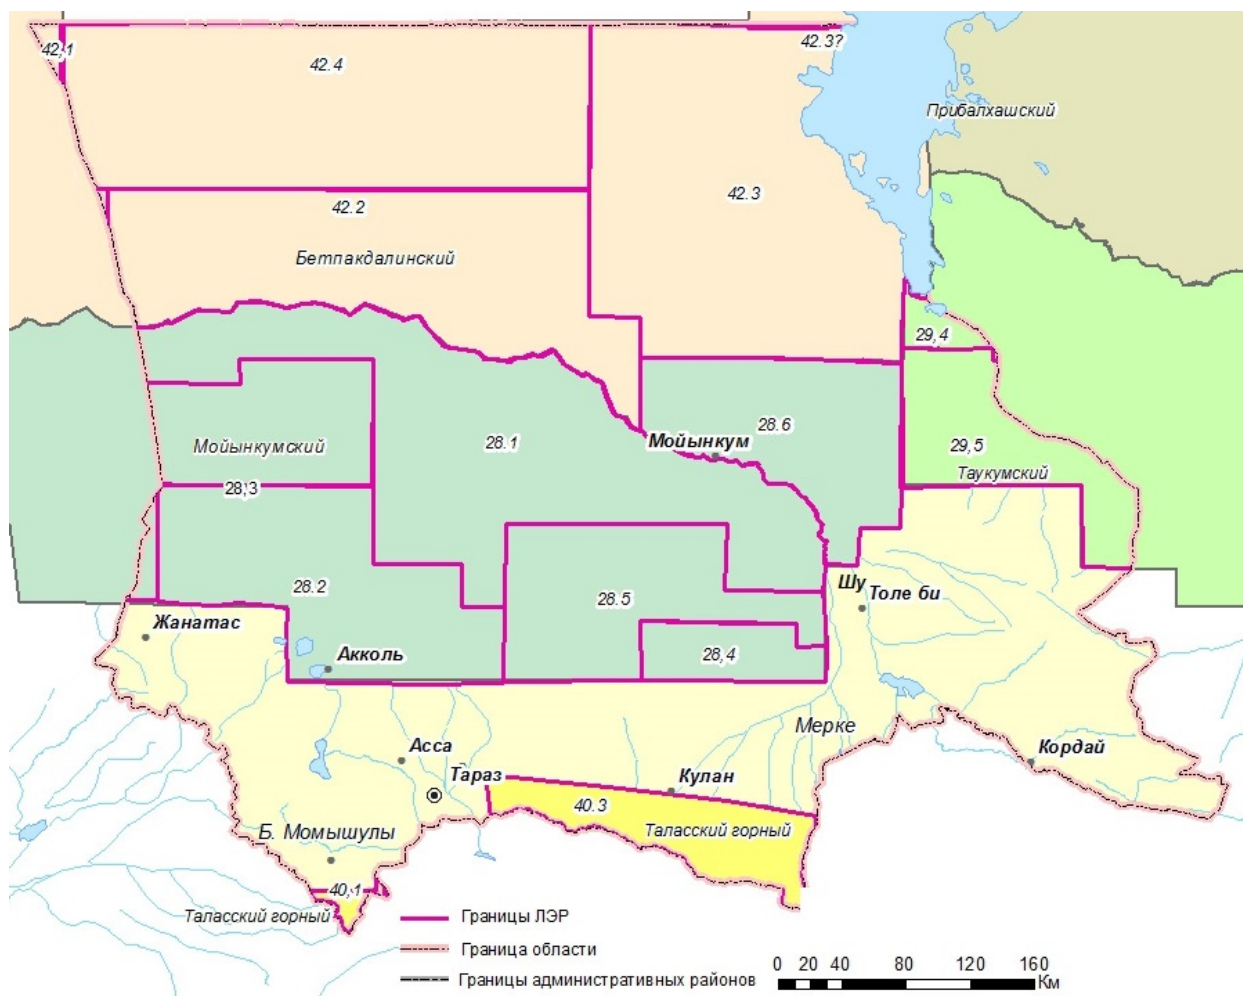 42,1
42.4
42.3?
Прибалхашский
42.2
42.3
Бетпакдалинский
29,4
28.1
28.6
Мойынкумский
Мойынкум
29,5
Таукумский
28,3
28.2
28.5
Шу
Толе би
Жанатас
Акколь
28,4
Мерке
Асса
Кордай
Тараз
Кулан
40.3
Б. Момышулы
Таласский горный
40,1
Таласский горный
Границы ЛЭР
Граница области
Границы административных районов
0 20 40 80 120 160
Км